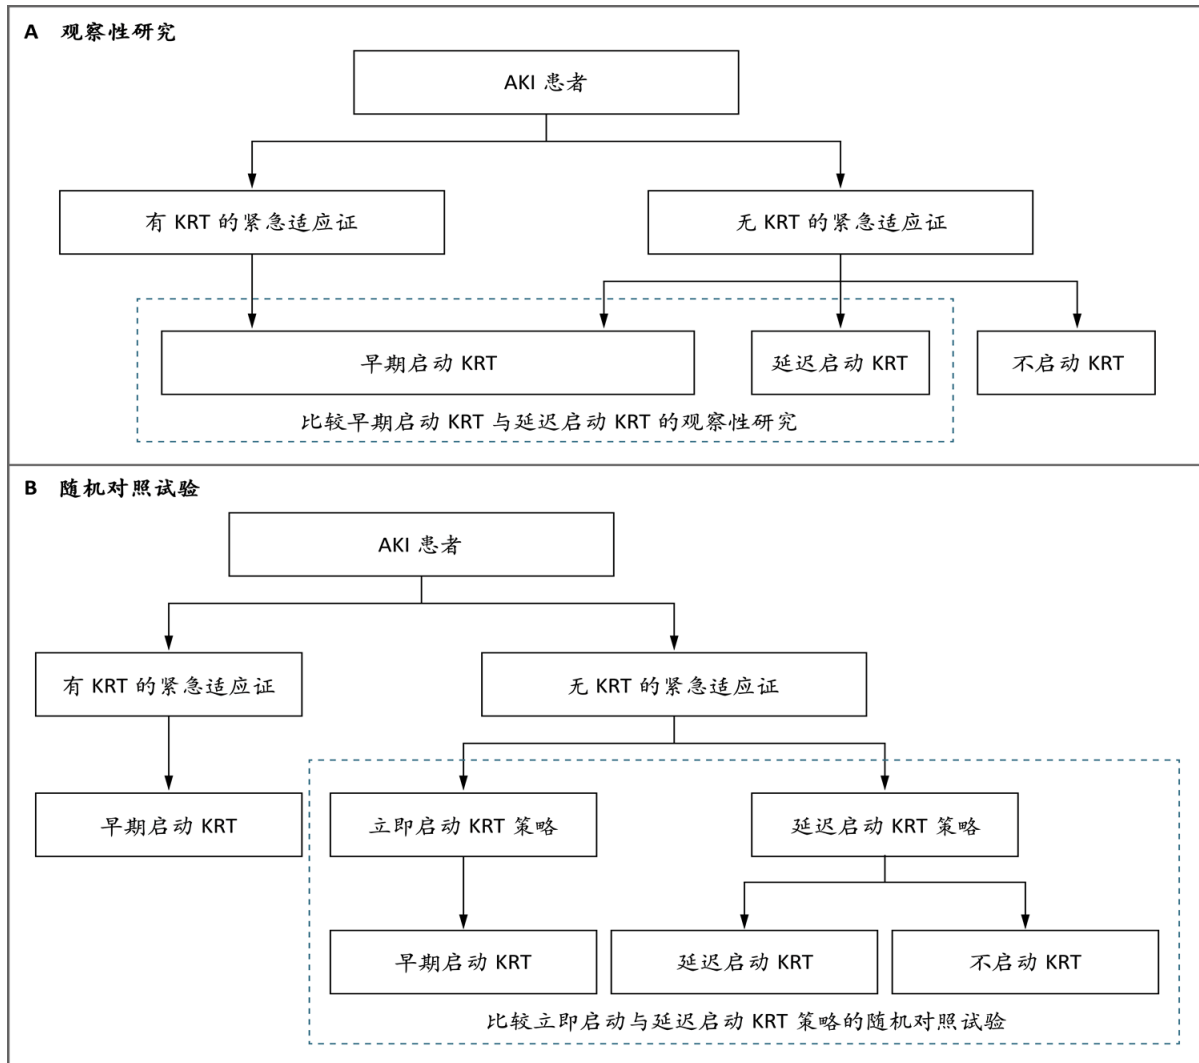 A 观察性研究
AKI 患者
有 KRT 的紧急适应证
无 KRT 的紧急适应证
早期启动 KRT
延迟启动 KRT
不启动 KRT
比较早期启动 KRT 与延迟启动 KRT 的观察性研究
B 随机对照试验
AKI 患者
有 KRT 的紧急适应证
无 KRT 的紧急适应证
早期启动 KRT
立即启动 KRT 策略
延迟启动 KRT 策略
早期启动 KRT
延迟启动 KRT
不启动 KRT
比较立即启动与延迟启动 KRT 策略的随机对照试验